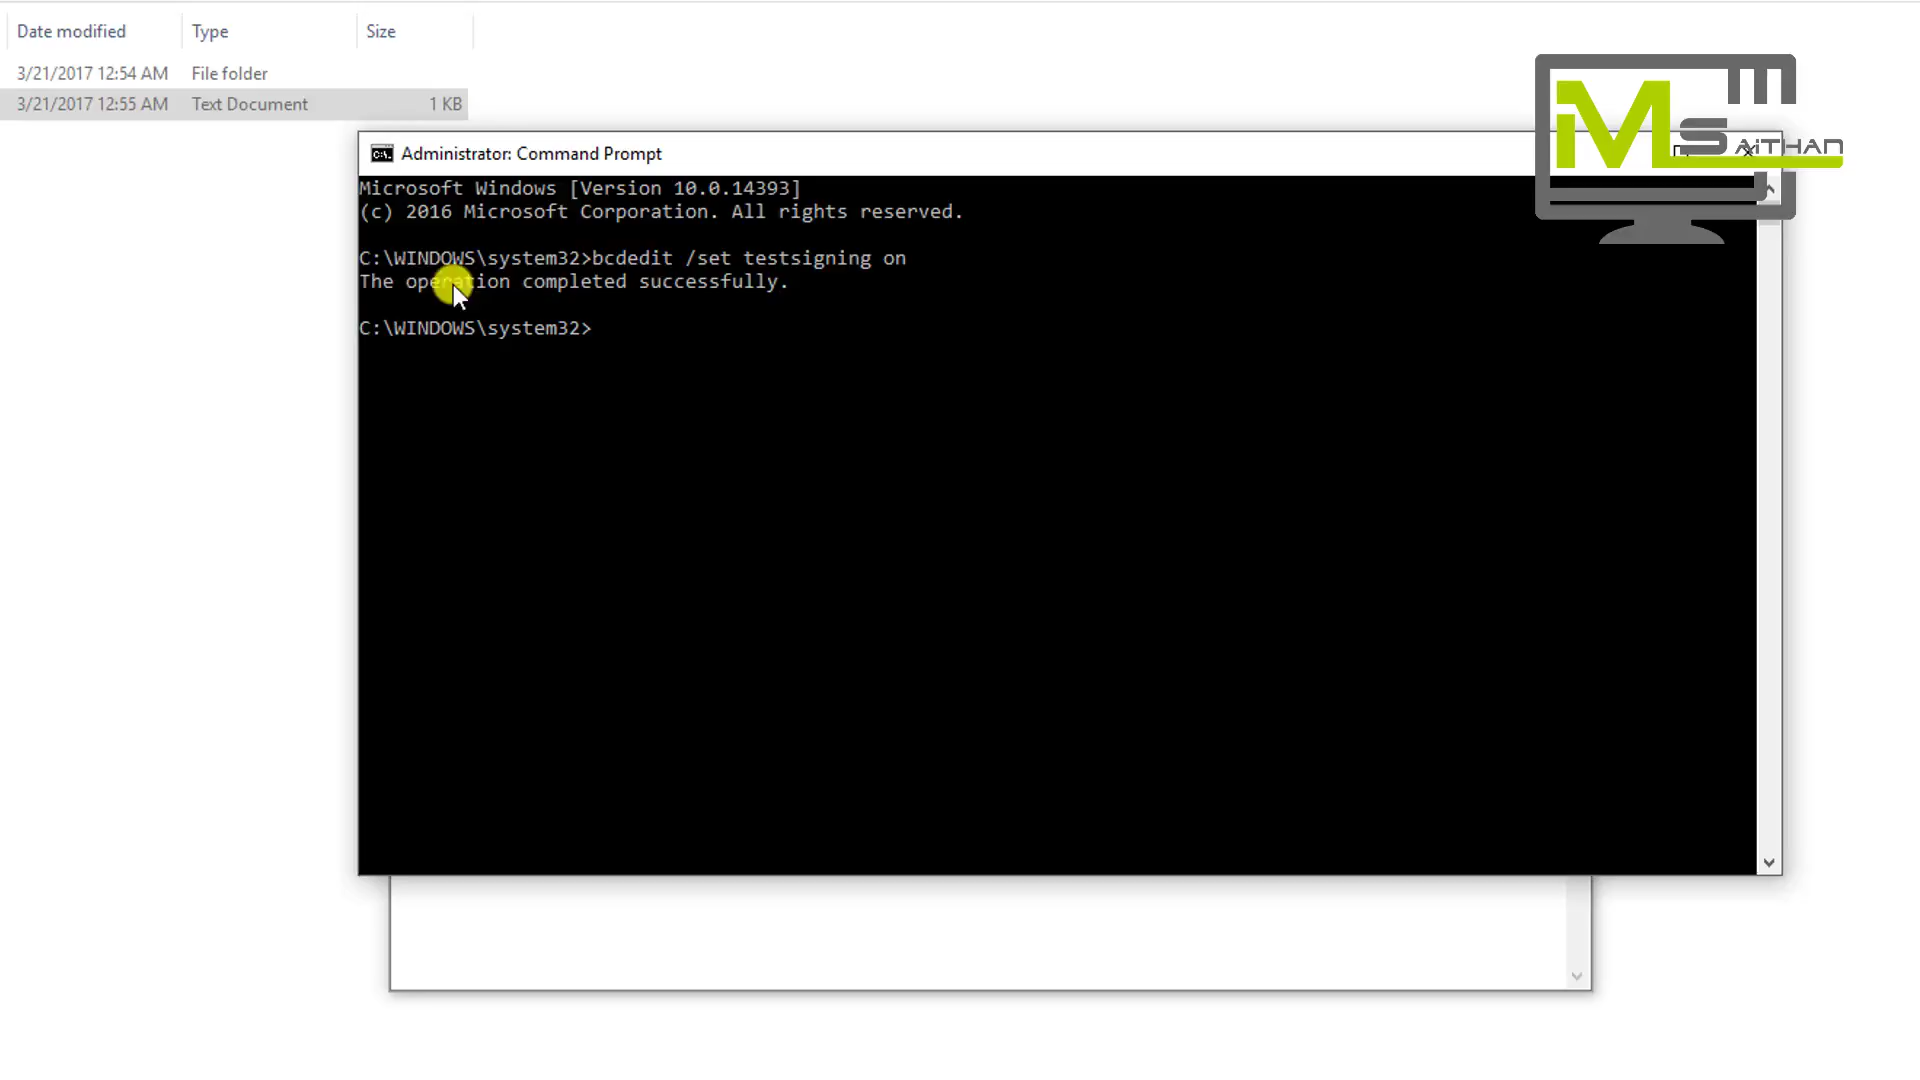 Date modified Type Size
3/21/2017 12:54 AM File folder
3/21/2017 12:55 AM Text Document 1 KB
iMSAiTHAN
Administrator: Command Prompt
Microsoft Windows [Version 10.0.14393]
(c) 2016 Microsoft Corporation. All rights reserved.
C:\WINDOWS\system32>bcdedit /set testsigning on
The operation completed successfully.
C:\WINDOWS\system32>